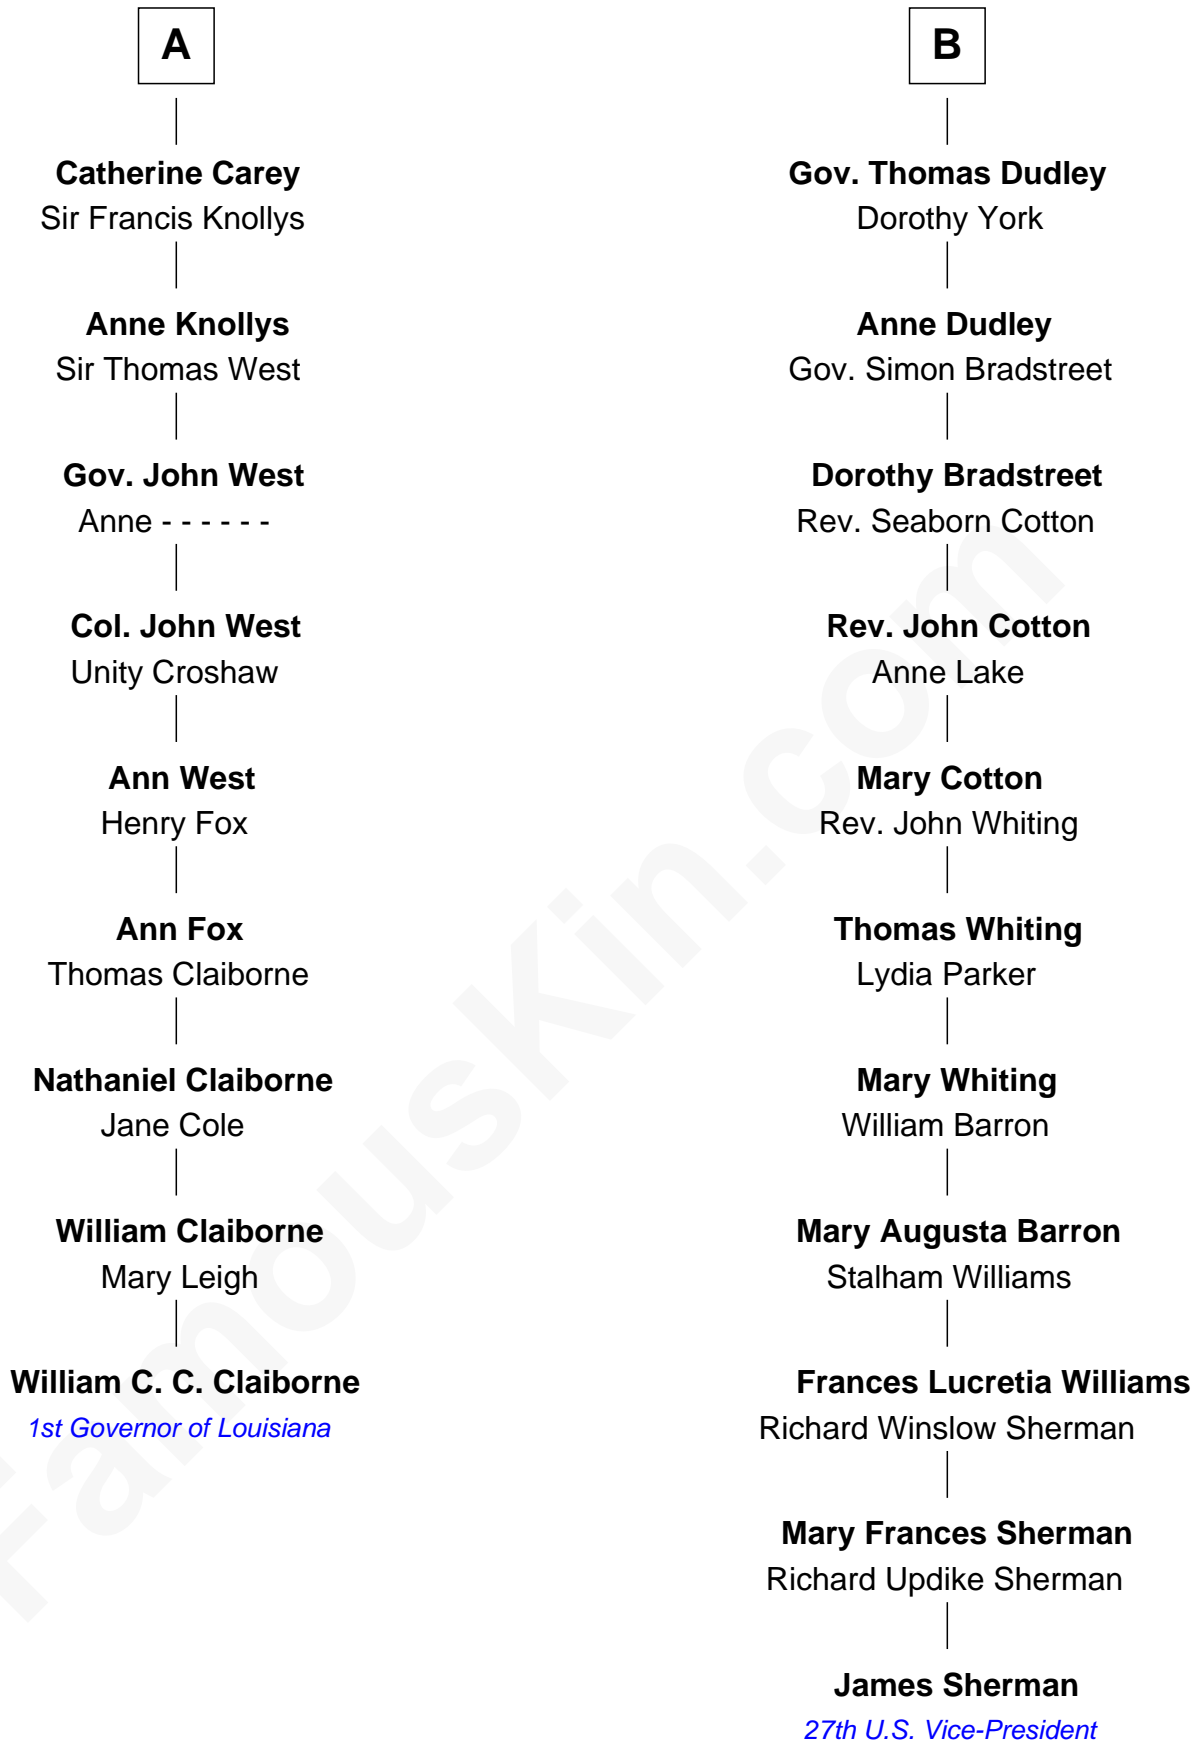 A
Catherine Carey
Sir Francis Knollys
Anne Knollys
Sir Thomas West
Gov. John West
Anne - - - - - -
Col. John West
Unity Croshaw
Ann West
Henry Fox
Ann Fox
Thomas Claiborne
Nathaniel Claiborne
Jane Cole
William Claiborne
Mary Leigh
William C. C. Claiborne
1st Governor of Louisiana
B
Gov. Thomas Dudley
Dorothy York
Anne Dudley
Gov. Simon Bradstreet
Dorothy Bradstreet
Rev. Seaborn Cotton
Rev. John Cotton
Anne Lake
Mary Cotton
Rev. John Whiting
Thomas Whiting
Lydia Parker
Mary Whiting
William Barron
Mary Augusta Barron
Stalham Williams
Frances Lucretia Williams
Richard Winslow Sherman
Mary Frances Sherman
Richard Updike Sherman
James Sherman
27th U.S. Vice-President
FamousKin.com